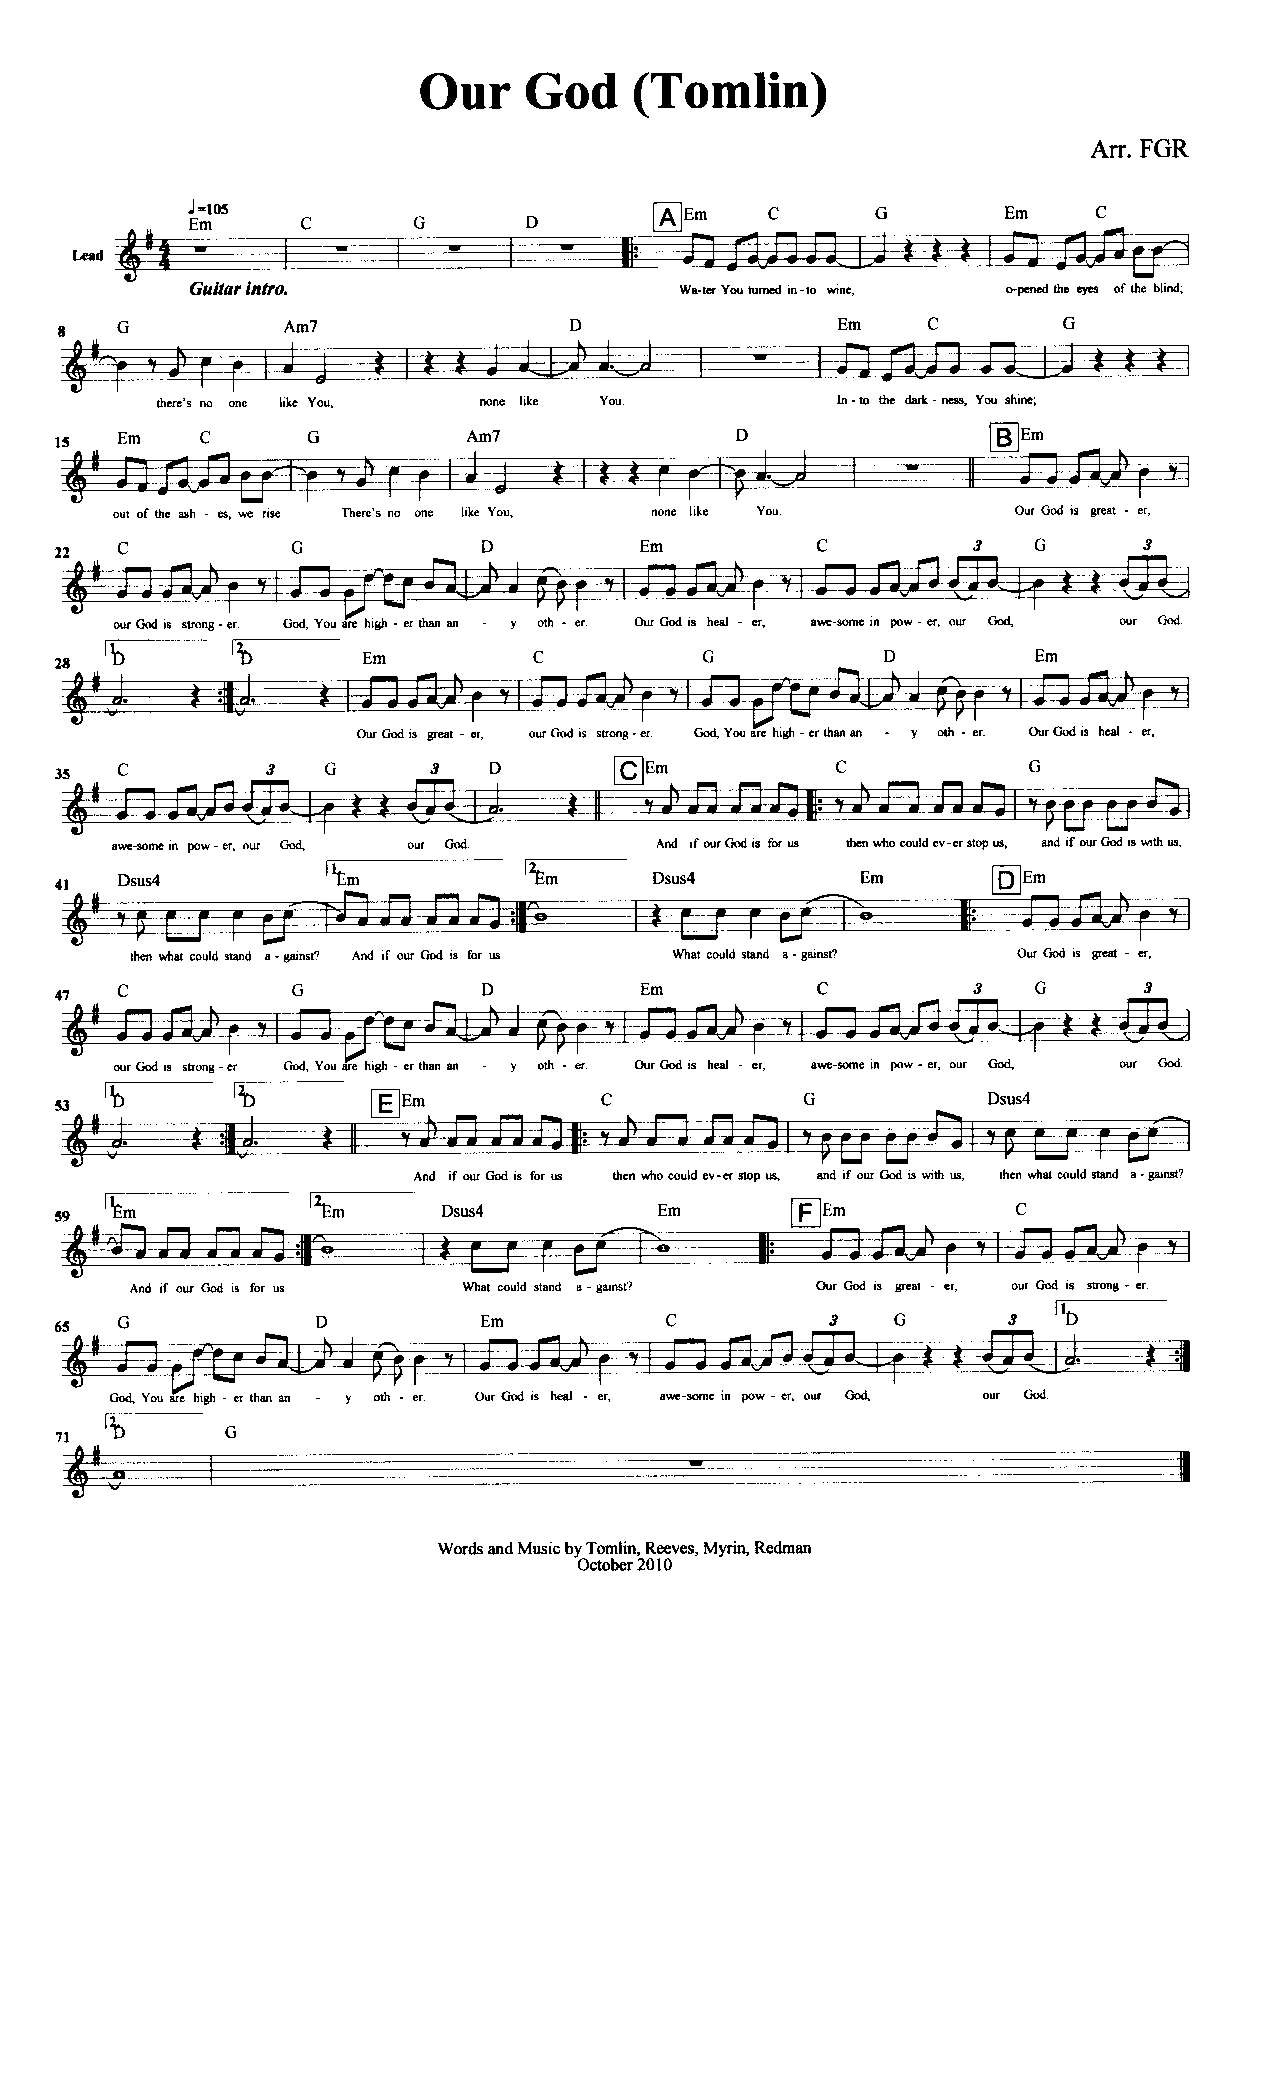 Our God (Tomlin)
Arr. FGR
♩=105
Em C G D A Em C G Em C
Lead
Guitar intro. Wa-ter You turned in-to wine, o-pened the eyes of the blind;
8 G Am7 D Em C G
there's no one like You, none like You. In - to the dark - ness, You shine;
15 Em C G Am7 D B Em
out of the ash - es, we rise There's no one like You, none like You. Our God is great - er,
22 C G D Em C 3 G 3
our God is strong - er. God, You are high - er than an - y oth - er. Our God is heal - er, awe-some in pow - er, our God, our God.
28 1. D 2. D Em C G D Em
Our God is great - er, our God is strong - er. God, You are high - er than an - y oth - er. Our God is heal - er,
35 C 3 G 3 D C Em C G
awe-some in pow - er, our God, our God. And if our God is for us then who could ev-er stop us, and if our God is with us,
41 Dsus4 1. Em 2. Em Dsus4 Em D Em
then what could stand a - gainst? And if our God is for us What could stand a - gainst? Our God is great - er,
47 C G D Em C 3 G 3
our God is strong - er God, You are high - er than an - y oth - er. Our God is heal - er, awe-some in pow - er, our God, our God.
53 1. D 2. D E Em C G Dsus4
And if our God is for us then who could ev-er stop us, and if our God is with us, then what could stand a - gainst?
59 1. Em 2. Em Dsus4 Em F Em C
And if our God is for us What could stand a - gainst? Our God is great - er, our God is strong - er.
65 G D Em C 3 G 3 1. D
God, You are high - er than an - y oth - er. Our God is heal - er, awe-some in pow - er, our God, our God.
71 2. D G
Words and Music by Tomlin, Reeves, Myrin, Redman
October 2010